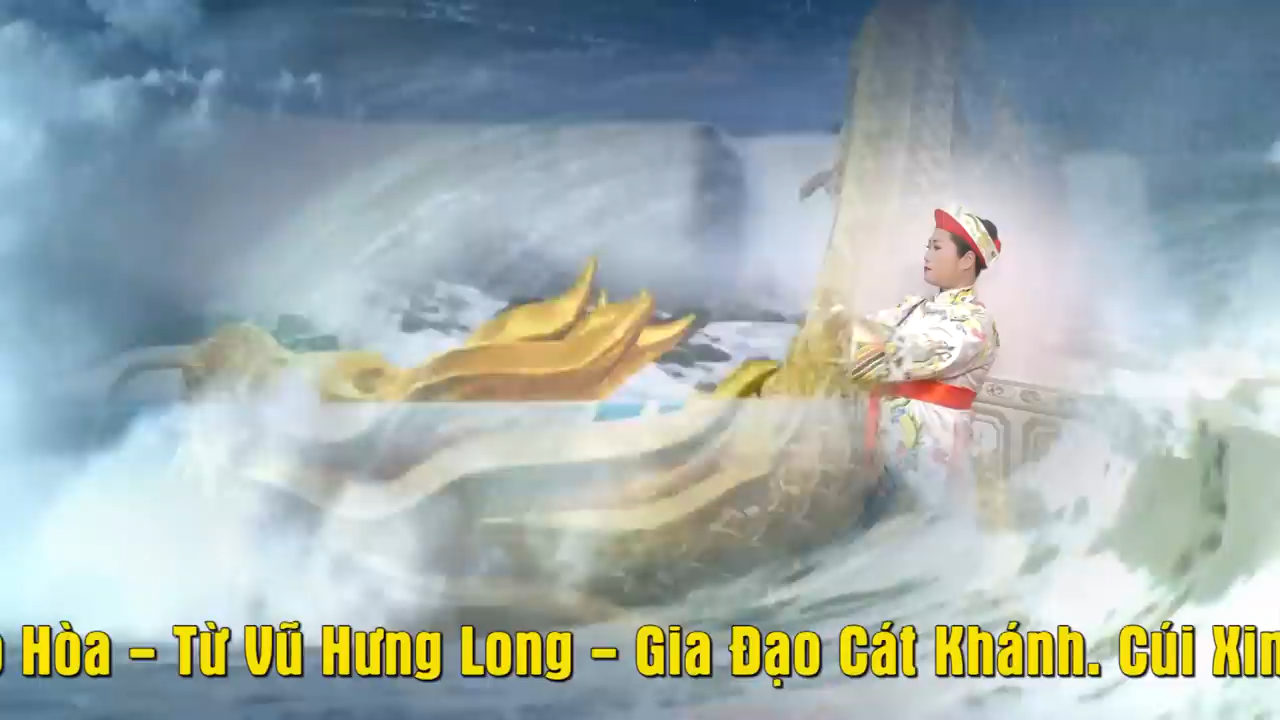 Hòa – Từ Vũ Hưng Long – Gia Đạo Cát Khánh. Cúi Xin